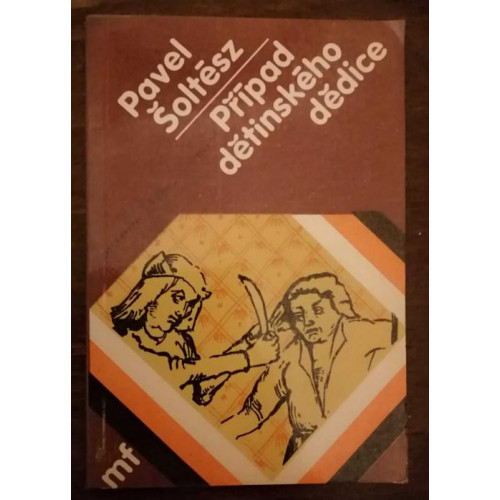 Pavel
Šoltész
Případ
dětinského
dědice
mf